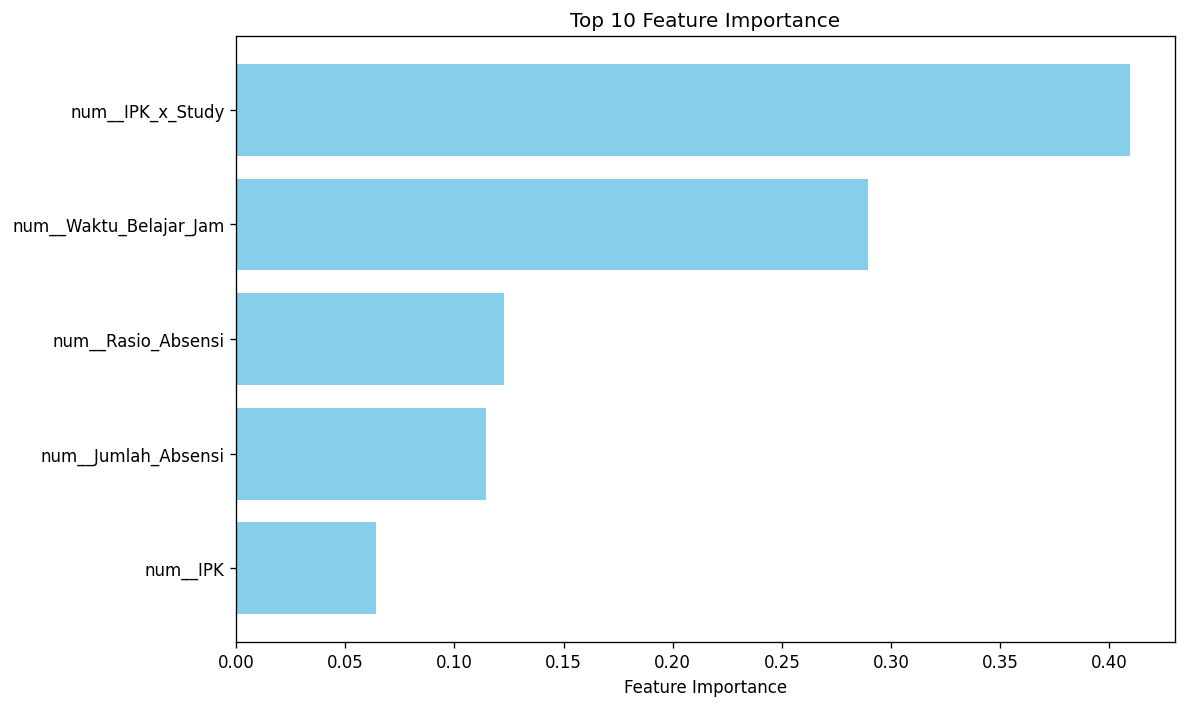 Top 10 Feature Importance
num__IPK_x_Study
num__Waktu_Belajar_Jam
num__Rasio_Absensi
num__Jumlah_Absensi
num__IPK
0.00 0.05 0.10 0.15 0.20 0.25 0.30 0.35 0.40
Feature Importance